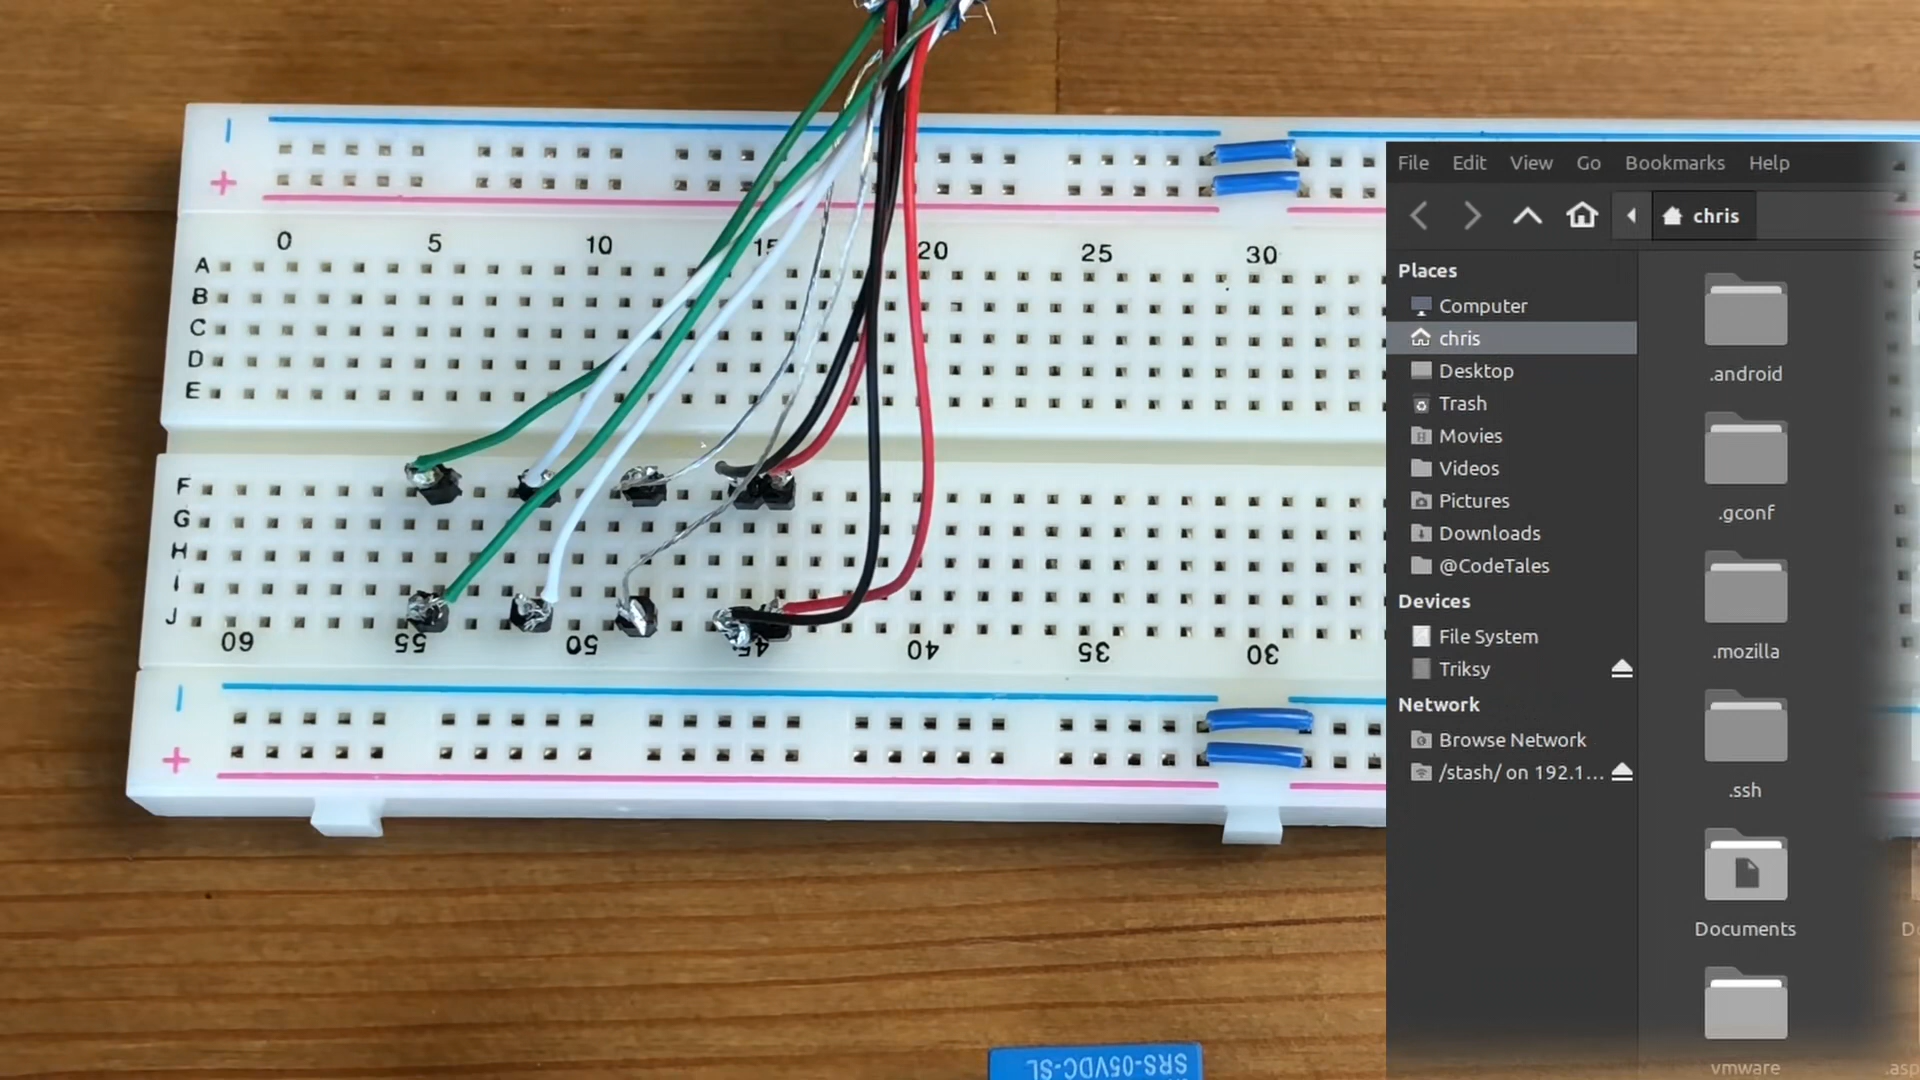 0 5 10 15 20 25 30
A
B
C
D
E
F
G
H
I
J
60 55 50 45 40 35 30
SRS-05VDC-SL
File Edit View Go Bookmarks Help
chris
Places
Computer
chris
Desktop
Trash
Movies
Videos
Pictures
Downloads
@CodeTales
Devices
File System
Triksy
Network
Browse Network
/stash/ on 192.1...
.android
.gconf
.mozilla
.ssh
Documents
vmware